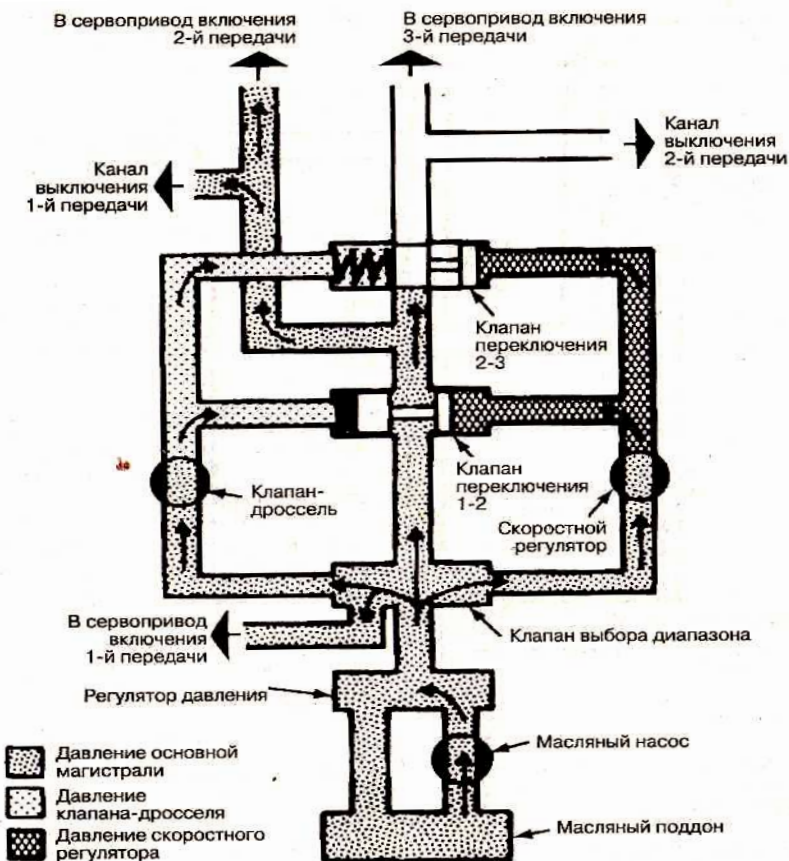 В сервопривод включения
2-й передачи
В сервопривод включения
3-й передачи
Канал
выключения
2-й передачи
Канал
выключения
1-й передачи
Клапан
переключения
2-3
Клапан-
дроссель
Клапан
переключения
1-2
Скоростной
регулятор
В сервопривод
включения
1-й передачи
Клапан выбора диапазона
Регулятор давления
Масляный насос
Давление основной
магистрали
Давление
клапана-дросселя
Давление скоростного
регулятора
Масляный поддон